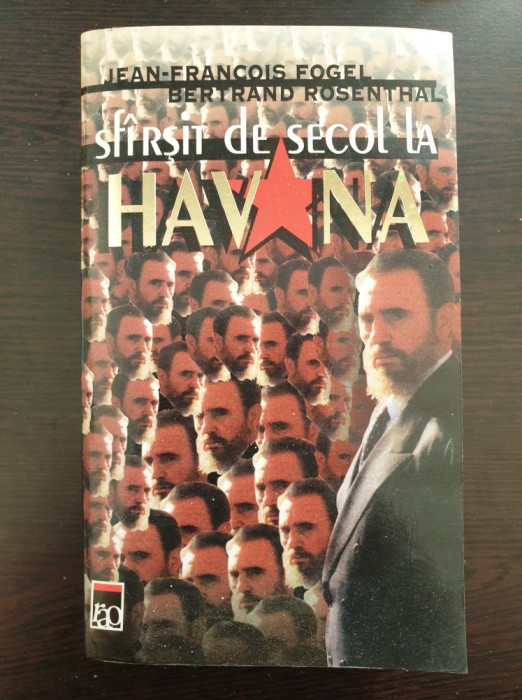 JEAN-FRANÇOIS FOGEL
BERTRAND ROSENTHAL
SfîRşiT de SECOL LA
HAVANA
rao